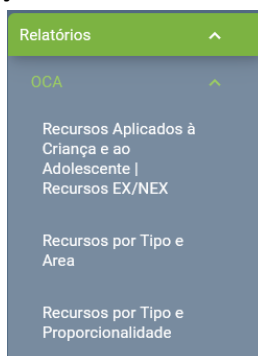 Relatórios
OCA
Recursos Aplicados à
Criança e ao
Adolescente |
Recursos EX/NEX
Recursos por Tipo e
Area
Recursos por Tipo e
Proporcionalidade